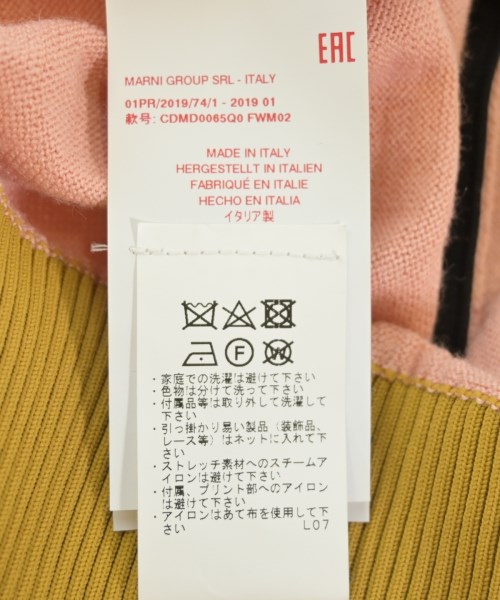 EAC
MARNI GROUP SRL - ITALY
01PR/2019/74/1 - 2019 01
款号: CDMD0065Q0 FWM02
MADE IN ITALY
HERGESTELLT IN ITALIEN
FABRIQUÉ EN ITALIE
HECHO EN ITALIA
イタリア製
F W
・家庭での洗濯は避けて下さい
・色物は分けて洗って下さい
・付属品等は取り外して洗濯して
下さい
・引っ掛かり易い製品（装飾品、
レース等）はネットに入れて下
さい
・ストレッチ素材へのスチームア
イロンは避けて下さい
・付属、プリント部へのアイロン
は避けて下さい
・アイロンはあて布を使用して下
さい L07